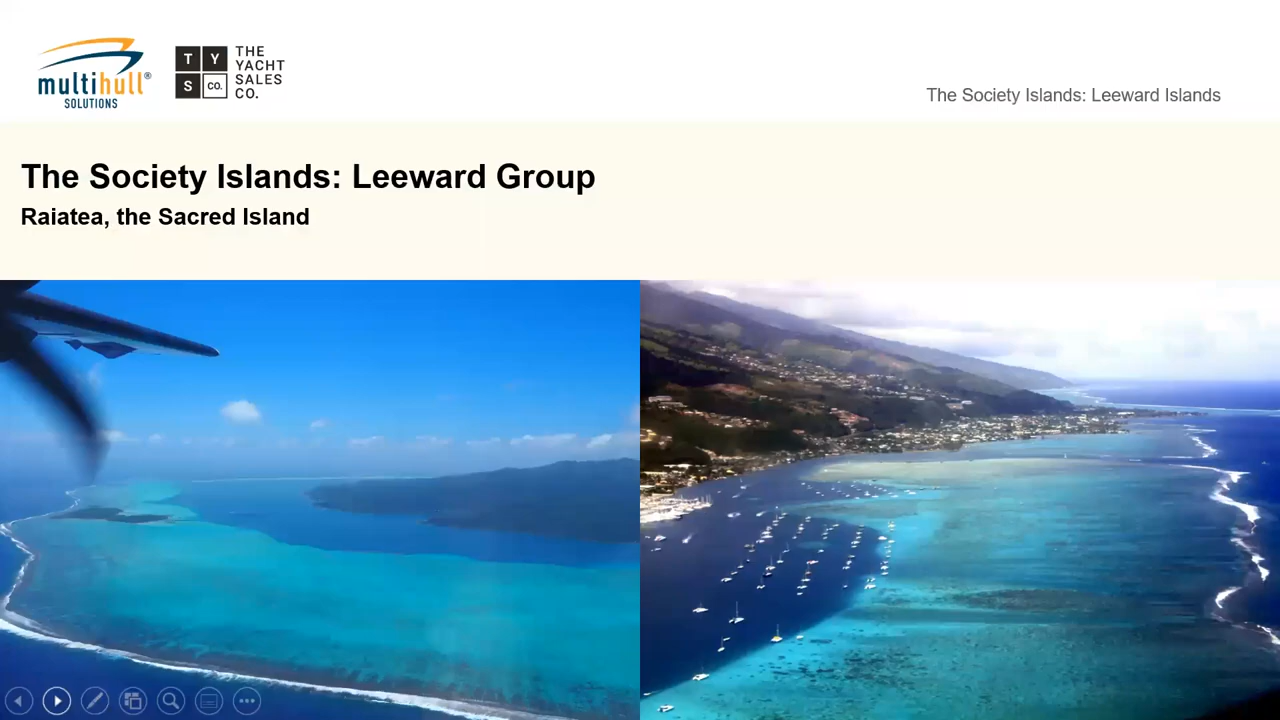 multihull®
SOLUTIONS
T Y
S CO.
THE
YACHT
SALES
CO.
The Society Islands: Leeward Islands
The Society Islands: Leeward Group
Raiatea, the Sacred Island